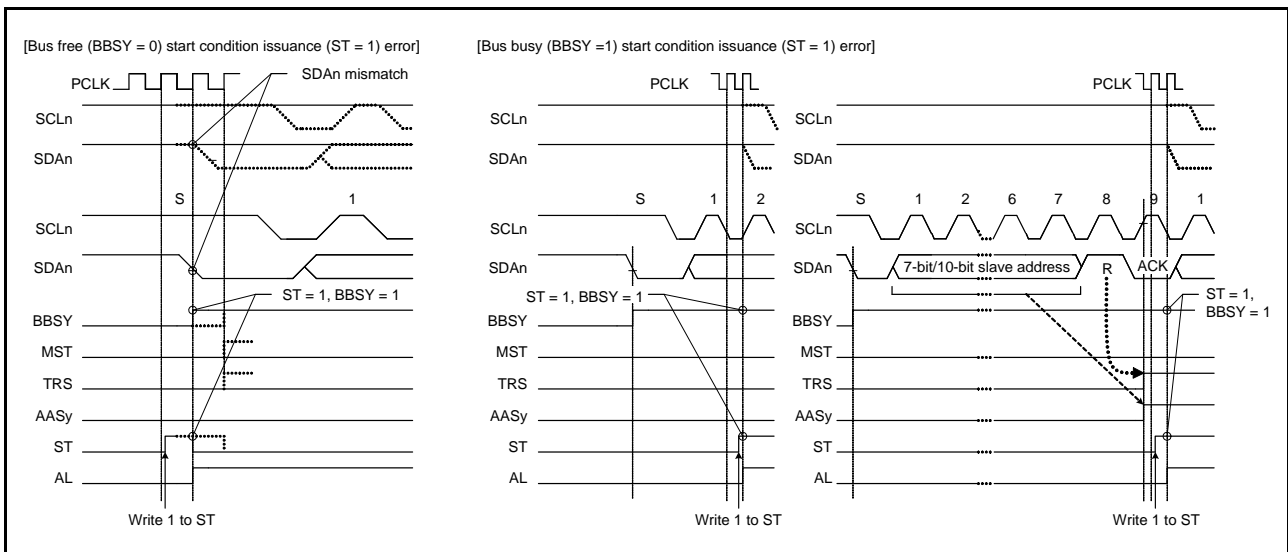 [Bus free (BBSY = 0) start condition issuance (ST = 1) error]
PCLK
SDAn mismatch
SCLn
SDAn
S 1
SCLn
SDAn
ST = 1, BBSY = 1
BBSY
MST
TRS
AASy
ST
AL
Write 1 to ST
[Bus busy (BBSY =1) start condition issuance (ST = 1) error]
PCLK
SCLn
SDAn
S 1 2
SCLn
SDAn
ST = 1, BBSY = 1
BBSY
MST
TRS
AASy
ST
AL
Write 1 to ST
PCLK
SCLn
SDAn
S 1 2 6 7 8 9 1
SCLn
SDAn
7-bit/10-bit slave address R ACK
ST = 1,
BBSY = 1
BBSY
MST
TRS
AASy
ST
AL
Write 1 to ST